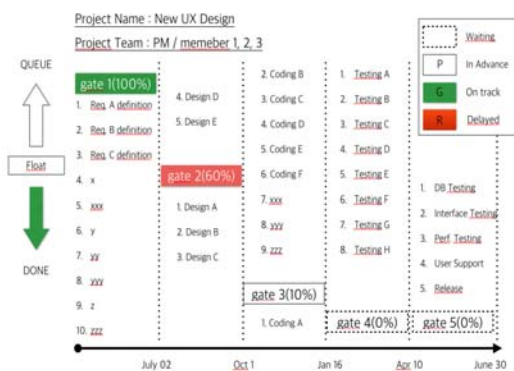 Project Name : New UX Design
Project Team : PM / memeber 1, 2, 3
QUEUE
Float
DONE
gate 1(100%)
1. Req. A definition
2. Req. B definition
3. Req. C definition
4. x
5. xxx
6. y
7. yy
8. yyy
9. z
10. zzz
4. Design D
5. Design E
gate 2(60%)
1. Design A
2. Design B
3. Design C
2. Coding B
3. Coding C
4. Coding D
5. Coding E
6. Coding F
7. xxx
8. yyy
9. zzz
gate 3(10%)
1. Coding A
1. Testing A
2. Testing B
3. Testing C
4. Testing D
5. Testing E
6. Testing F
7. Testing G
8. Testing H
gate 4(0%)
Waiting
P In Advance
G On track
R Delayed
1. DB Testing
2. Interface Testing
3. Perf. Testing
4. User Support
5. Release
gate 5(0%)
July 02
Oct 1
Jan 16
Apr 10
June 30